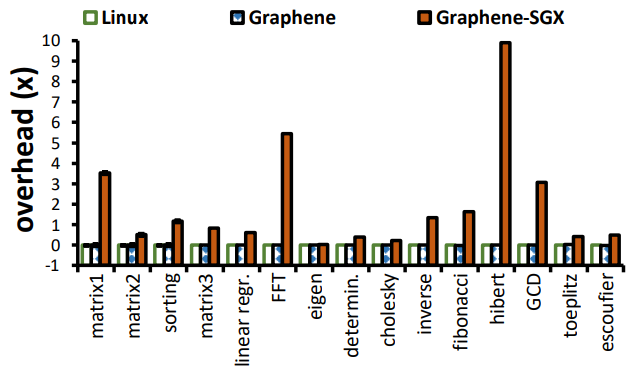 Linux Graphene Graphene-SGX
overhead (x)
10
9
8
7
6
5
4
3
2
1
0
-1
matrix1
matrix2
sorting
matrix3
linear regr.
FFT
eigen
determin.
cholesky
inverse
fibonacci
hibert
GCD
toeplitz
escoufier